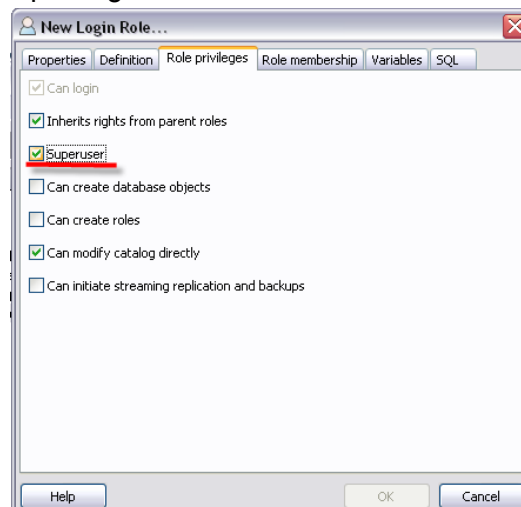 New Login Role...
Properties Definition Role privileges Role membership Variables SQL
Can login
Inherits rights from parent roles
Superuser
Can create database objects
Can create roles
Can modify catalog directly
Can initiate streaming replication and backups
Help OK Cancel